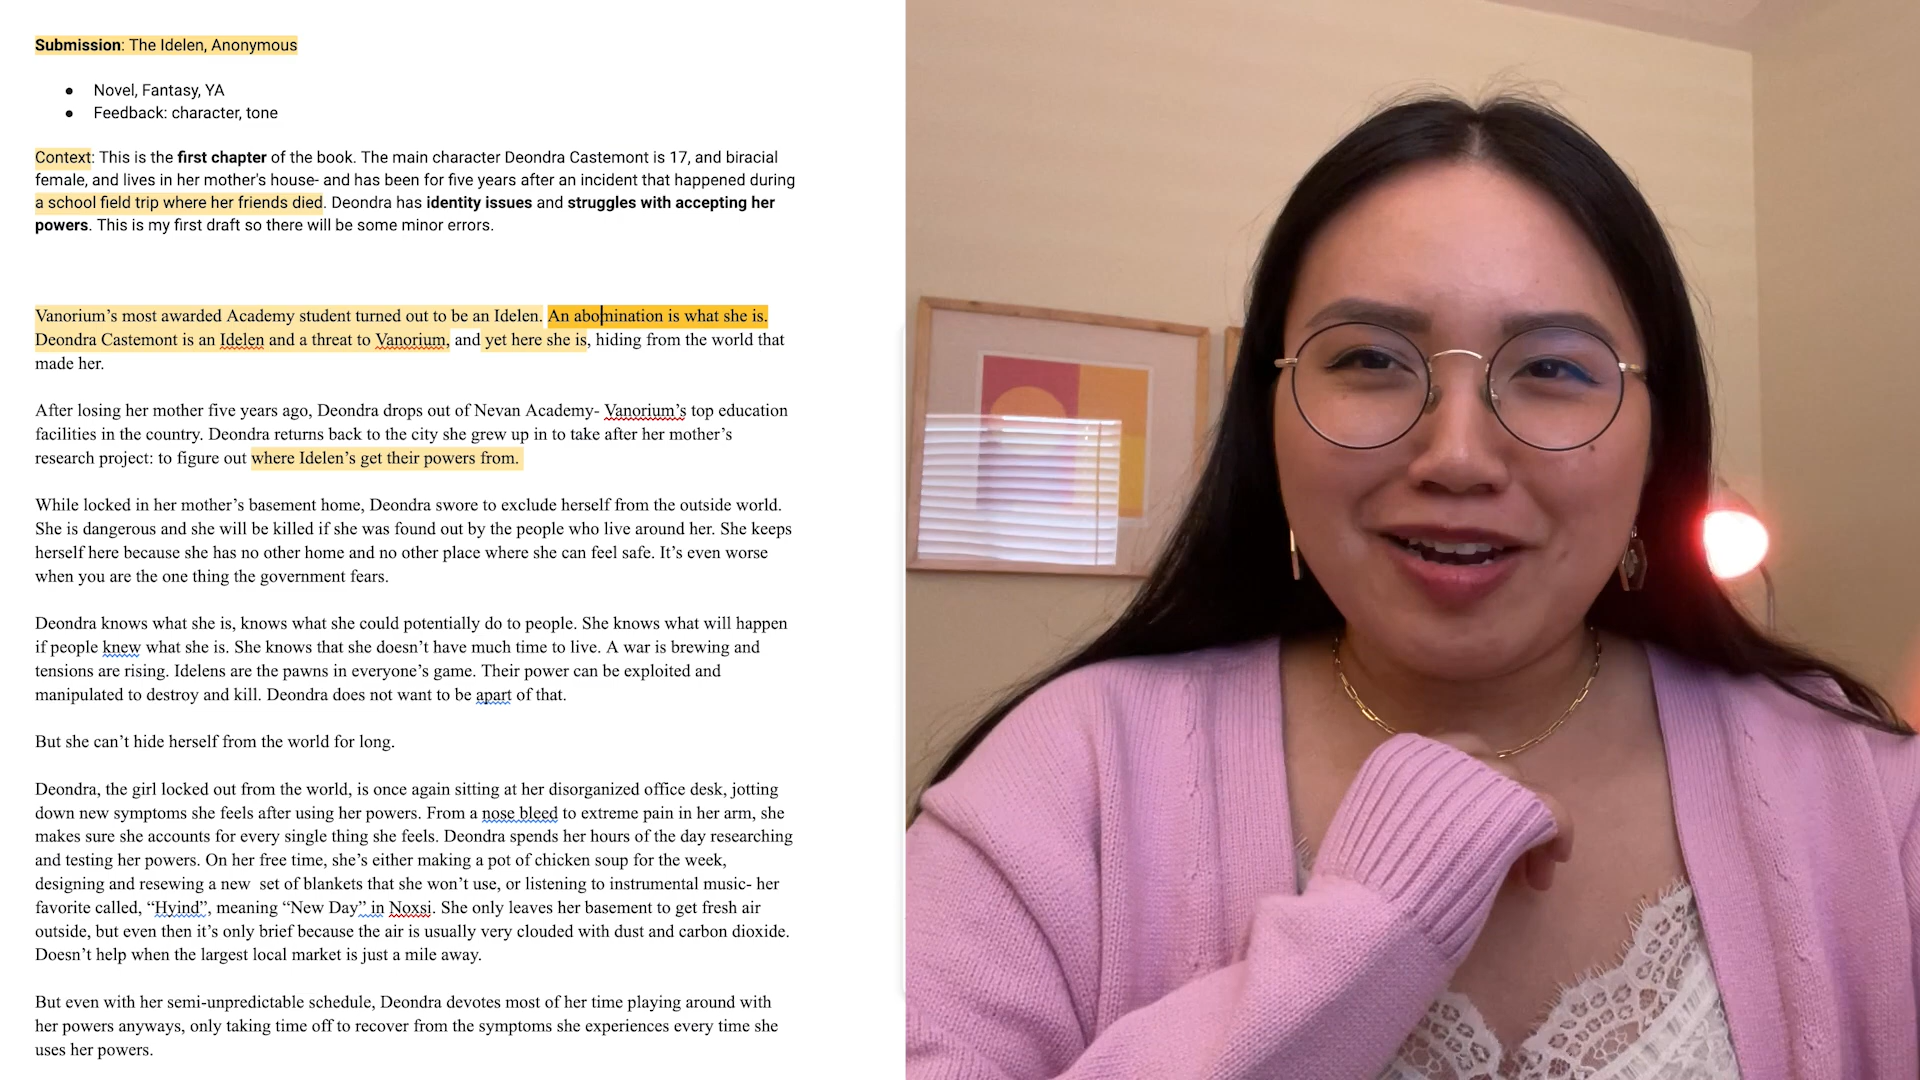 Submission: The Idelen, Anonymous
● Novel, Fantasy, YA
● Feedback: character, tone
Context: This is the first chapter of the book. The main character Deondra Castemont is 17, and biracial
female, and lives in her mother's house- and has been for five years after an incident that happened during
a school field trip where her friends died. Deondra has identity issues and struggles with accepting her
powers. This is my first draft so there will be some minor errors.
Vanorium’s most awarded Academy student turned out to be an Idelen. An abomination is what she is.
Deondra Castemont is an Idelen and a threat to Vanorium, and yet here she is, hiding from the world that
made her.
After losing her mother five years ago, Deondra drops out of Nevan Academy- Vanorium’s top education
facilities in the country. Deondra returns back to the city she grew up in to take after her mother’s
research project: to figure out where Idelen’s get their powers from.
While locked in her mother’s basement home, Deondra swore to exclude herself from the outside world.
She is dangerous and she will be killed if she was found out by the people who live around her. She keeps
herself here because she has no other home and no other place where she can feel safe. It’s even worse
when you are the one thing the government fears.
Deondra knows what she is, knows what she could potentially do to people. She knows what will happen
if people knew what she is. She knows that she doesn’t have much time to live. A war is brewing and
tensions are rising. Idelens are the pawns in everyone’s game. Their power can be exploited and
manipulated to destroy and kill. Deondra does not want to be apart of that.
But she can’t hide herself from the world for long.
Deondra, the girl locked out from the world, is once again sitting at her disorganized office desk, jotting
down new symptoms she feels after using her powers. From a nose bleed to extreme pain in her arm, she
makes sure she accounts for every single thing she feels. Deondra spends her hours of the day researching
and testing her powers. On her free time, she’s either making a pot of chicken soup for the week,
designing and resewing a new  set of blankets that she won’t use, or listening to instrumental music- her
favorite called, “Hyind”, meaning “New Day” in Noxsi. She only leaves her basement to get fresh air
outside, but even then it’s only brief because the air is usually very clouded with dust and carbon dioxide.
Doesn’t help when the largest local market is just a mile away.
But even with her semi-unpredictable schedule, Deondra devotes most of her time playing around with
her powers anyways, only taking time off to recover from the symptoms she experiences every time she
uses her powers.